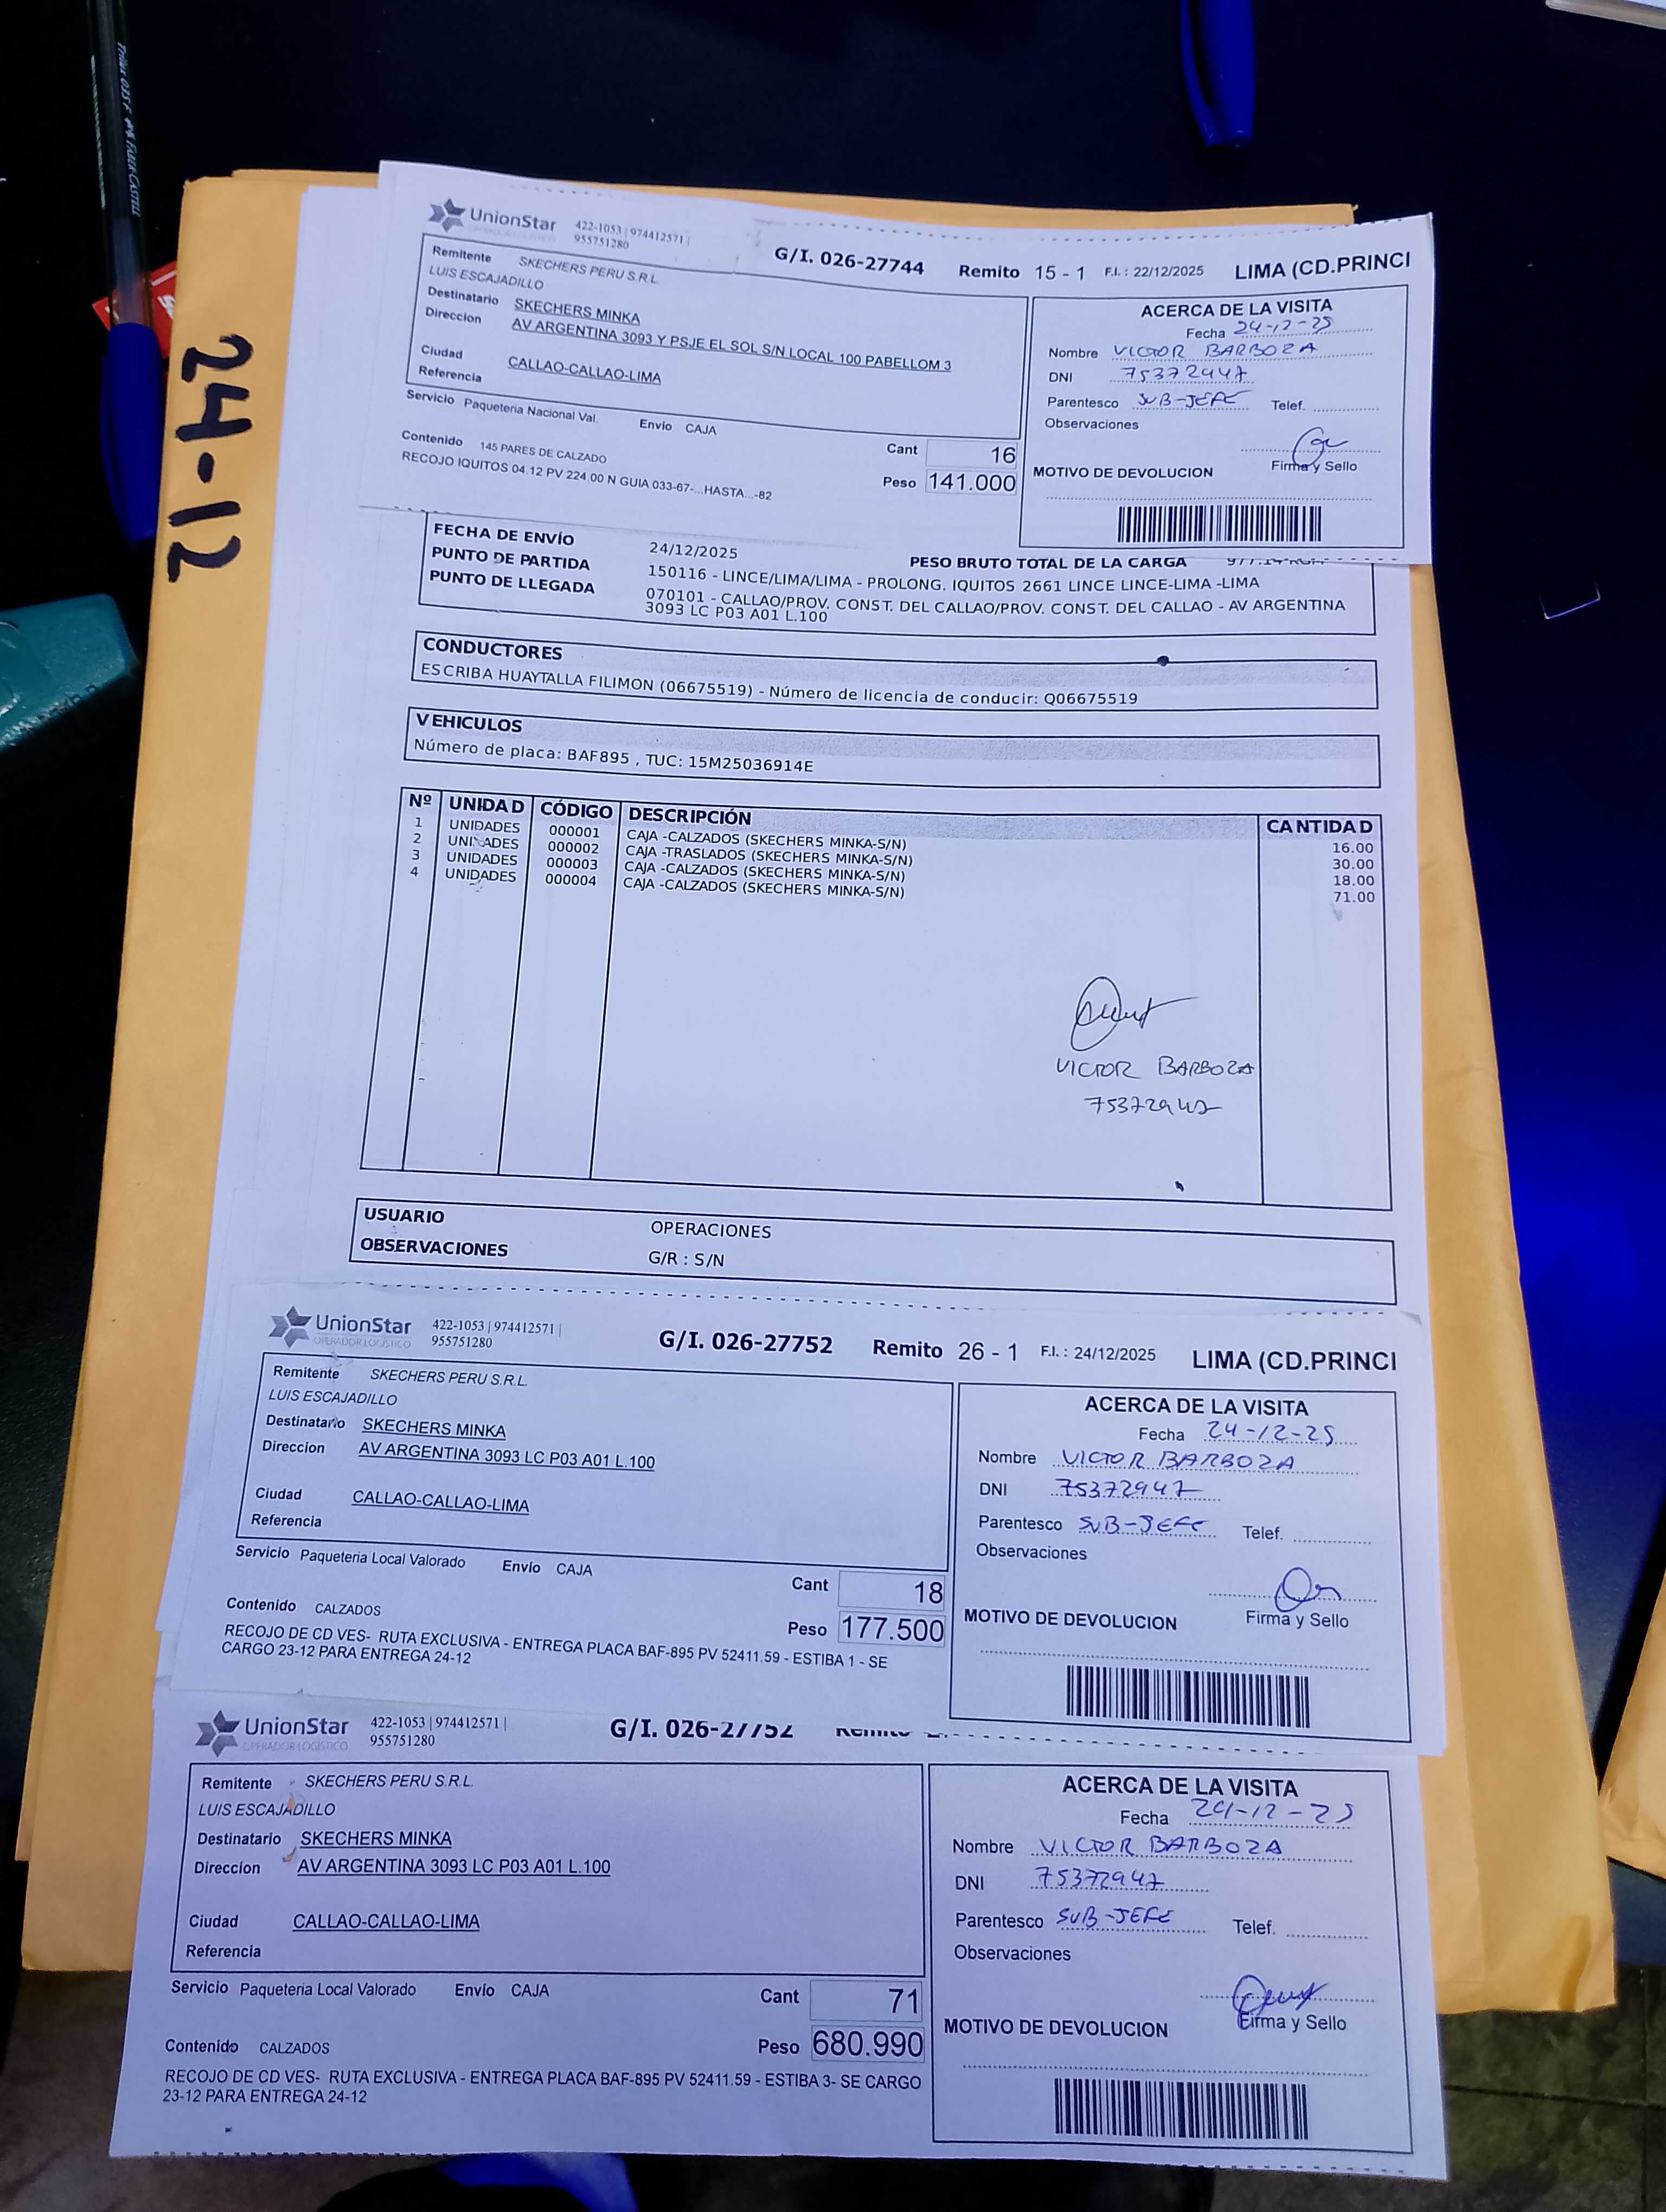 24-12
Trilux 035 F FABER CASTELL
UnionStar 422-1053 | 974412571 |
955751280
G/I. 026-27744 Remito 15 - 1 F.I. : 22/12/2025 LIMA (CD.PRINCI
Remitente SKECHERS PERU S.R.L.
LUIS ESCAJADILLO
Destinatario SKECHERS MINKA
Direccion AV ARGENTINA 3093 Y PSJE EL SOL S/N LOCAL 100 PABELLOM 3
Ciudad CALLAO-CALLAO-LIMA
Referencia
Servicio Paqueteria Nacional Val. Envío CAJA
Cant 16
Contenido 145 PARES DE CALZADO
Peso 141.000
RECOJO IQUITOS 04.12 PV 224.00 N GUIA 033-67-...HASTA...-82
ACERCA DE LA VISITA
Fecha 24-12-25
Nombre VICTOR BARBOZA
DNI 75372947
Parentesco SUB-JEFE Telef.
Observaciones
Firma y Sello
MOTIVO DE DEVOLUCION
FECHA DE ENVÍO 24/12/2025 PESO BRUTO TOTAL DE LA CARGA
PUNTO DE PARTIDA 150116 - LINCE/LIMA/LIMA - PROLONG. IQUITOS 2661 LINCE LINCE-LIMA -LIMA
PUNTO DE LLEGADA 070101 - CALLAO/PROV. CONST. DEL CALLAO/PROV. CONST. DEL CALLAO - AV ARGENTINA
3093 LC P03 A01 L.100
CONDUCTORES
ESCRIBA HUAYTALLA FILIMON (06675519) - Número de licencia de conducir: Q06675519
VEHICULOS
Número de placa: BAF895 , TUC: 15M25036914E
Nº UNIDAD CÓDIGO DESCRIPCIÓN CANTIDAD
1 UNIDADES 000001 CAJA -CALZADOS (SKECHERS MINKA-S/N) 16.00
2 UNIDADES 000002 CAJA -TRASLADOS (SKECHERS MINKA-S/N) 30.00
3 UNIDADES 000003 CAJA -CALZADOS (SKECHERS MINKA-S/N) 18.00
4 UNIDADES 000004 CAJA -CALZADOS (SKECHERS MINKA-S/N) 71.00
VICTOR BARBOZA
75372947
USUARIO OPERACIONES
OBSERVACIONES G/R : S/N
UnionStar 422-1053 | 974412571 |
OPERADOR LOGÍSTICO 955751280
G/I. 026-27752 Remito 26 - 1 F.I. : 24/12/2025 LIMA (CD.PRINCI
Remitente SKECHERS PERU S.R.L.
LUIS ESCAJADILLO
Destinatario SKECHERS MINKA
Direccion AV ARGENTINA 3093 LC P03 A01 L.100
Ciudad CALLAO-CALLAO-LIMA
Referencia
Servicio Paqueteria Local Valorado Envío CAJA
Cant 18
Contenido CALZADOS
Peso 177.500
RECOJO DE CD VES- RUTA EXCLUSIVA - ENTREGA PLACA BAF-895 PV 52411.59 - ESTIBA 1 - SE
CARGO 23-12 PARA ENTREGA 24-12
ACERCA DE LA VISITA
Fecha 24-12-25
Nombre VICTOR BARBOZA
DNI 75372947
Parentesco SUB-JEFE Telef.
Observaciones
Firma y Sello
MOTIVO DE DEVOLUCION
UnionStar 422-1053 | 974412571 |
OPERADOR LOGÍSTICO 955751280
G/I. 026-27752 Remito
Remitente SKECHERS PERU S.R.L.
LUIS ESCAJADILLO
Destinatario SKECHERS MINKA
Direccion AV ARGENTINA 3093 LC P03 A01 L.100
Ciudad CALLAO-CALLAO-LIMA
Referencia
Servicio Paqueteria Local Valorado Envío CAJA
Cant 71
Contenido CALZADOS
Peso 680.990
RECOJO DE CD VES- RUTA EXCLUSIVA - ENTREGA PLACA BAF-895 PV 52411.59 - ESTIBA 3- SE CARGO
23-12 PARA ENTREGA 24-12
ACERCA DE LA VISITA
Fecha 24-12-25
Nombre VICTOR BARBOZA
DNI 75372947
Parentesco SUB-JEFE Telef.
Observaciones
Firma y Sello
MOTIVO DE DEVOLUCION